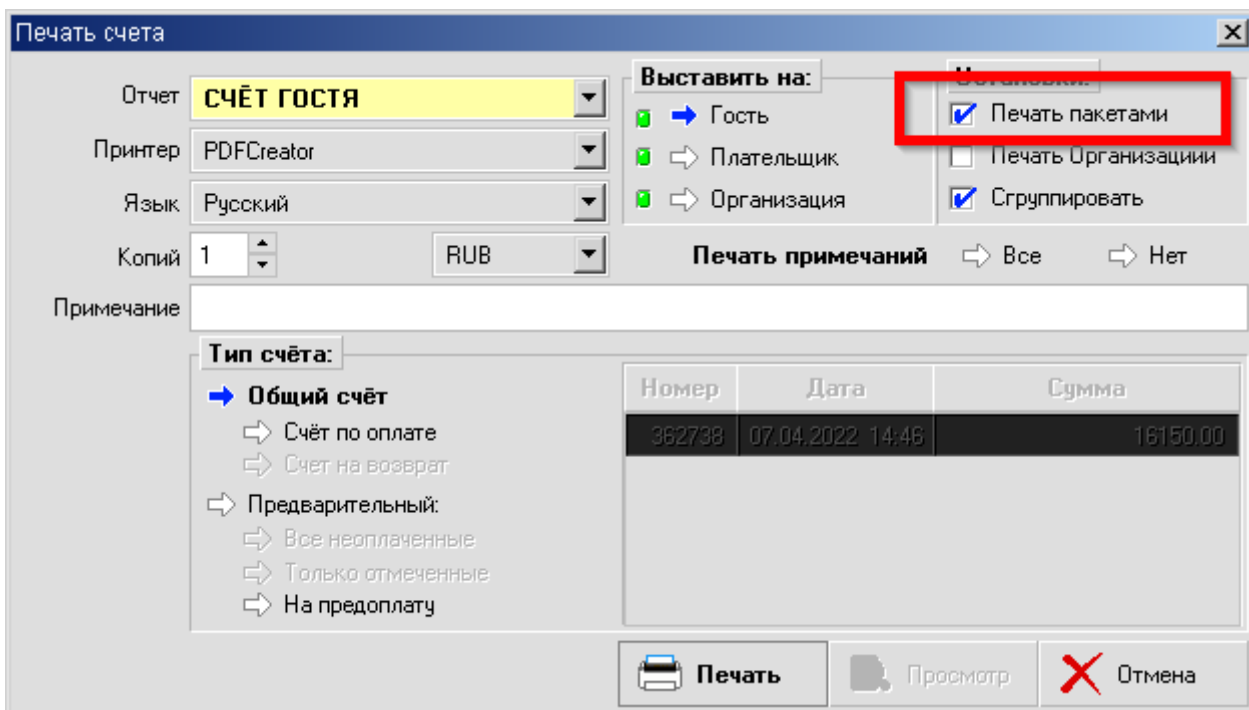 Печать счета
Отчет СЧЁТ ГОСТЯ
Принтер PDFCreator
Язык Русский
Копий 1 RUB
Выставить на:
Гость
Плательщик
Организация
Установки:
Печать пакетами
Печать Организациии
Сгруппировать
Печать примечаний Все Нет
Примечание
Тип счёта:
Общий счёт
Счёт по оплате
Счет на возврат
Предварительный:
Все неоплаченные
Только отмеченные
На предоплату
Номер Дата Сумма
362738 07.04.2022 14:46 16150.00
Печать Просмотр Отмена